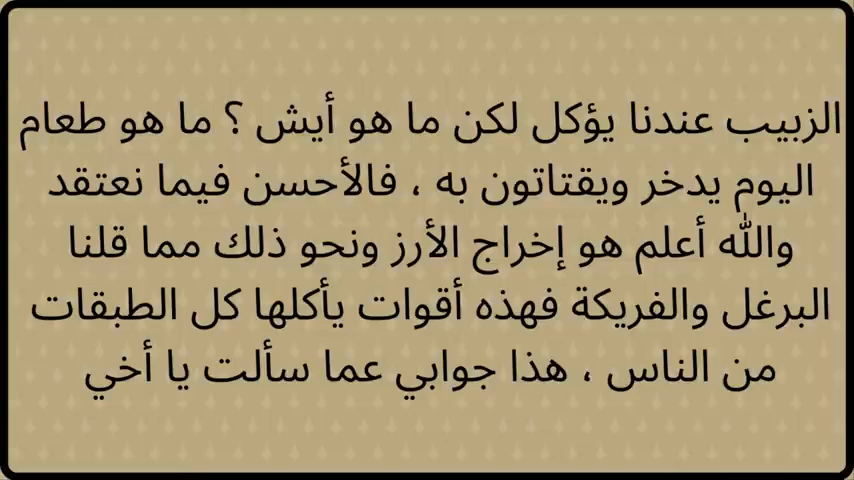 الزبيب عندنا يؤكل لكن ما هو أيش ؟ ما هو طعام
اليوم يدخر ويقتاتون به ، فالأحسن فيما نعتقد
والله أعلم هو إخراج الأرز ونحو ذلك مما قلنا
البرغل والفريكة فهذه أقوات يأكلها كل الطبقات
من الناس ، هذا جوابي عما سألت يا أخي